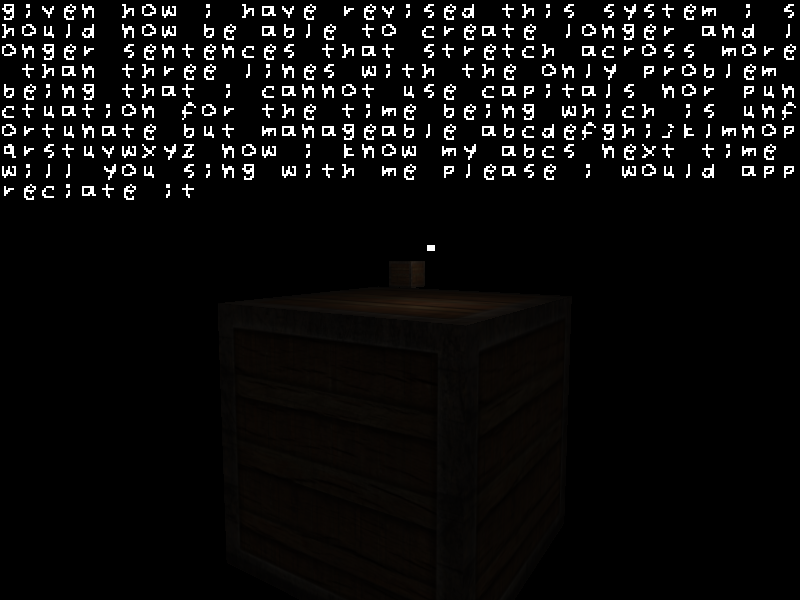 given how i have revised this system i s
hould now be able to create longer and l
onger sentences that stretch across more
than three lines with the only problem
being that i cannot use capitals nor pun
ctuation for the time being which is unf
ortunate but manageable abcdefghijklmnop
qrstuvwxyz now i know my abcs next time
will you sing with me please i would app
reciate it